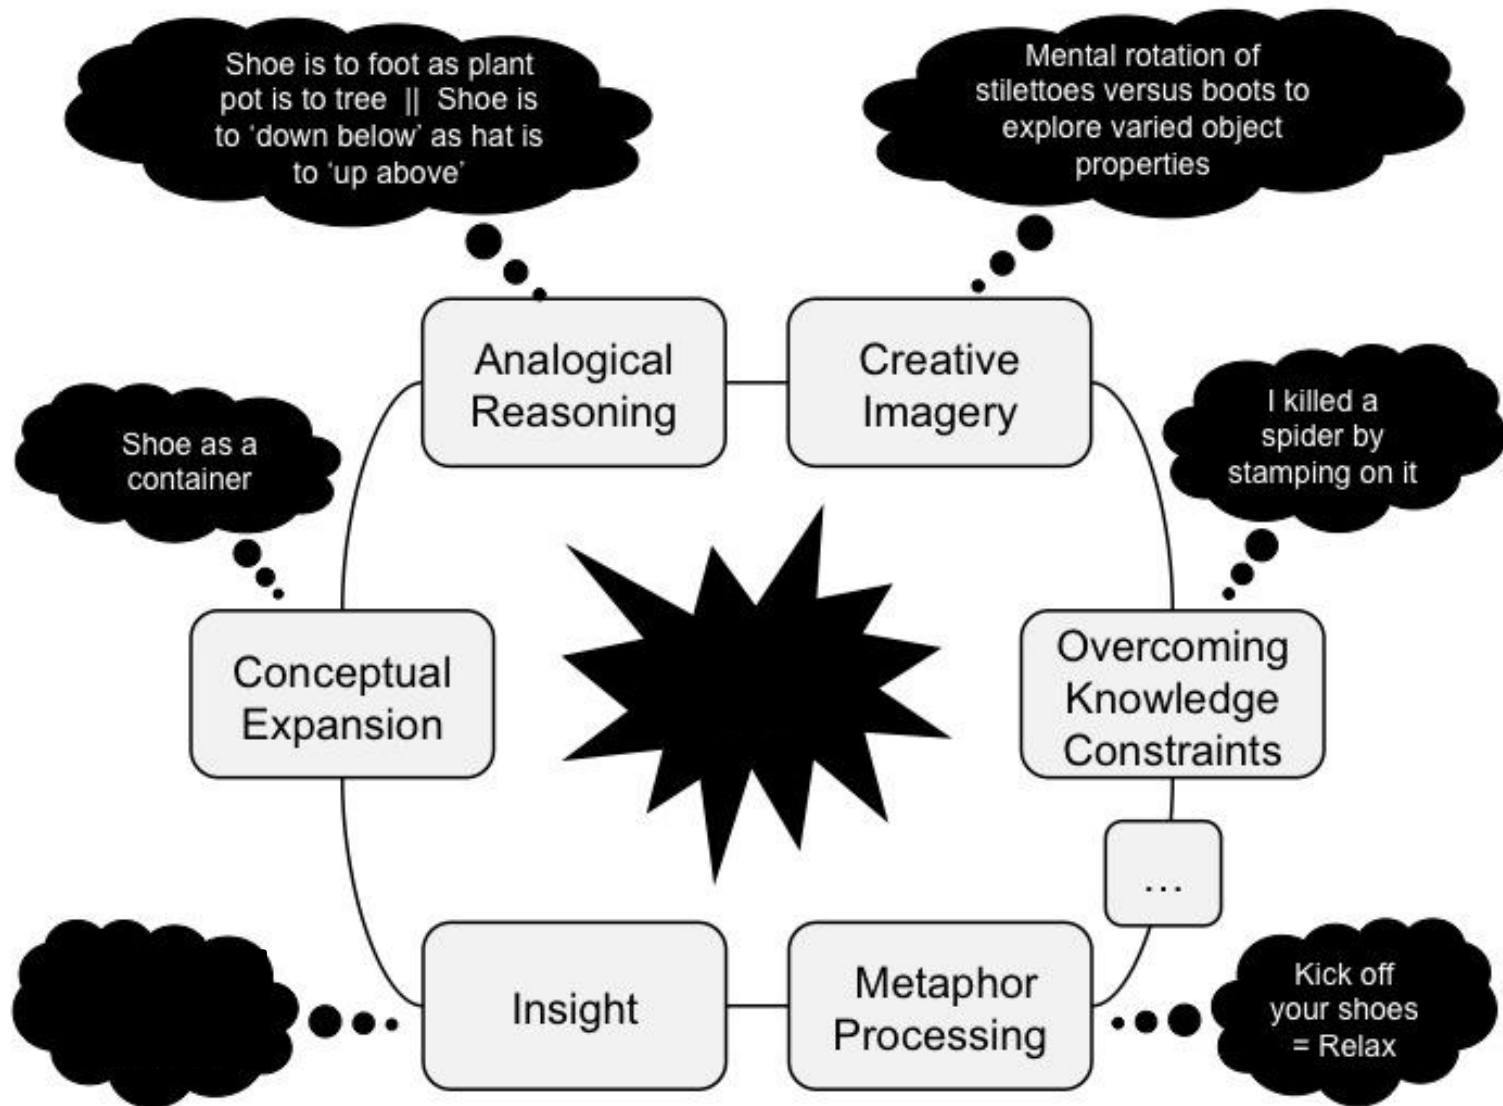 Shoe is to foot as plant
pot is to tree || Shoe is
to ‘down below’ as hat is
to ‘up above’
Mental rotation of
stilettoes versus boots to
explore varied object
properties
Analogical
Reasoning
Creative
Imagery
Shoe as a
container
I killed a
spider by
stamping on it
Conceptual
Expansion
Overcoming
Knowledge
Constraints
...
Insight
Metaphor
Processing
Kick off
your shoes
= Relax